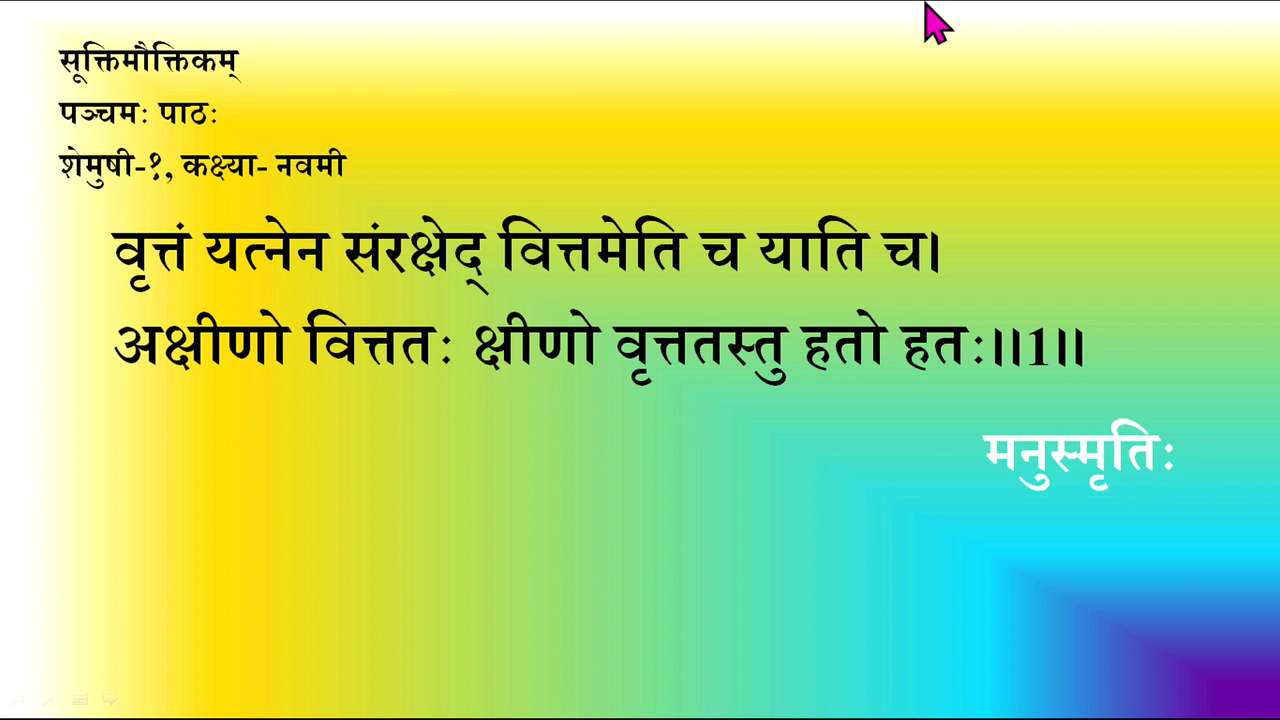 सूक्तिमौक्तिकम्
पञ्चमः पाठः
शेमुषी-१, कक्ष्या- नवमी
वृत्तं यत्नेन संरक्षेद् वित्तमेति च याति च।
अक्षीणो वित्ततः क्षीणो वृत्ततस्तु हतो हतः।।1।।
मनुस्मृतिः